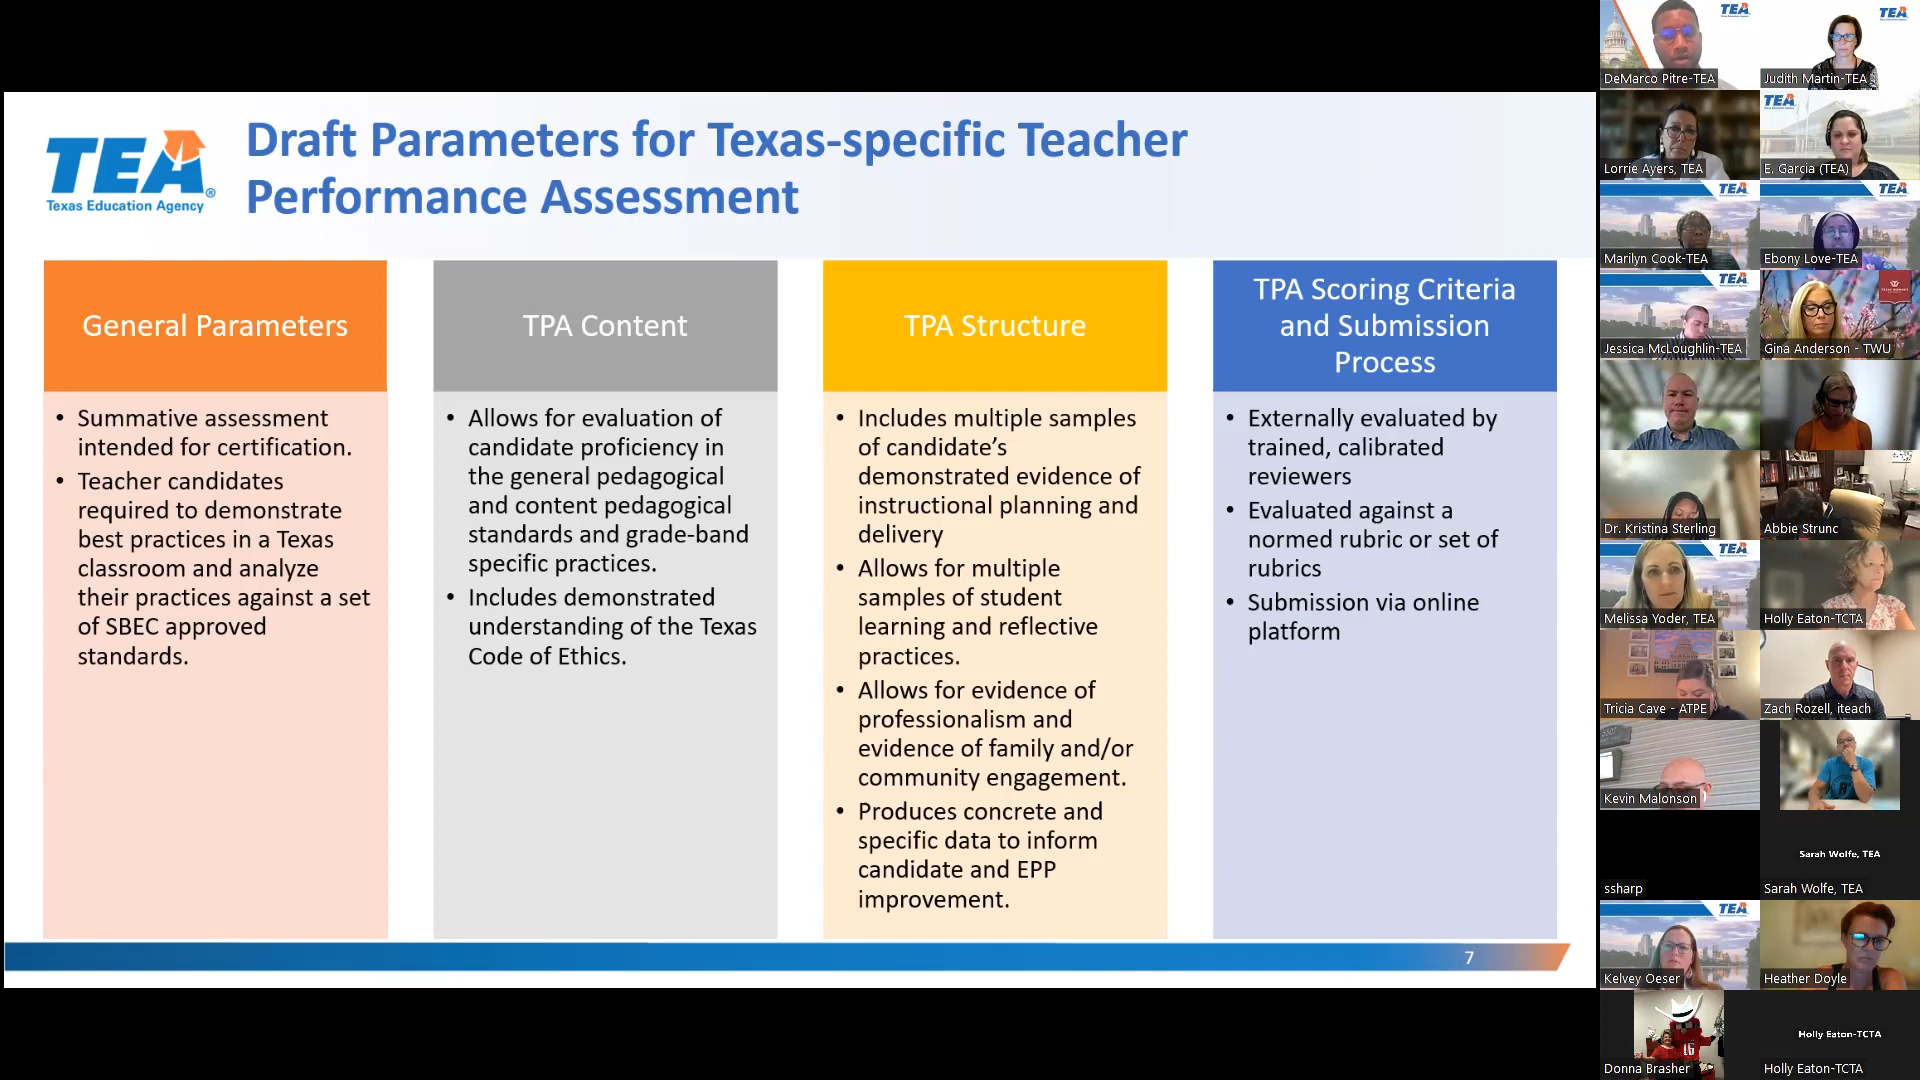 TEA
Texas Education Agency
Draft Parameters for Texas-specific Teacher
Performance Assessment
General Parameters
• Summative assessment
intended for certification.
• Teacher candidates
required to demonstrate
best practices in a Texas
classroom and analyze
their practices against a set
of SBEC approved
standards.
TPA Content
• Allows for evaluation of
candidate proficiency in
the general pedagogical
and content pedagogical
standards and grade-band
specific practices.
• Includes demonstrated
understanding of the Texas
Code of Ethics.
TPA Structure
• Includes multiple samples
of candidate’s
demonstrated evidence of
instructional planning and
delivery
• Allows for multiple
samples of student
learning and reflective
practices.
• Allows for evidence of
professionalism and
evidence of family and/or
community engagement.
• Produces concrete and
specific data to inform
candidate and EPP
improvement.
TPA Scoring Criteria
and Submission
Process
• Externally evaluated by
trained, calibrated
reviewers
• Evaluated against a
normed rubric or set of
rubrics
• Submission via online
platform
7
TEA
DeMarco Pitre-TEA
TEA
Judith Martin-TEA
Lorrie Ayers, TEA
TEA
E. Garcia (TEA)
TEA
Marilyn Cook-TEA
TEA
Ebony Love-TEA
TEA
Jessica McLoughlin-TEA
Gina Anderson - TWU
Dr. Kristina Sterling
Abbie Strunc
TEA
Melissa Yoder, TEA
Holly Eaton-TCTA
Tricia Cave - ATPE
Zach Rozell, iteach
Kevin Malonson
ssharp
Sarah Wolfe, TEA
Sarah Wolfe, TEA
TEA
Kelvey Oeser
Heather Doyle
Donna Brasher
Holly Eaton-TCTA
Holly Eaton-TCTA